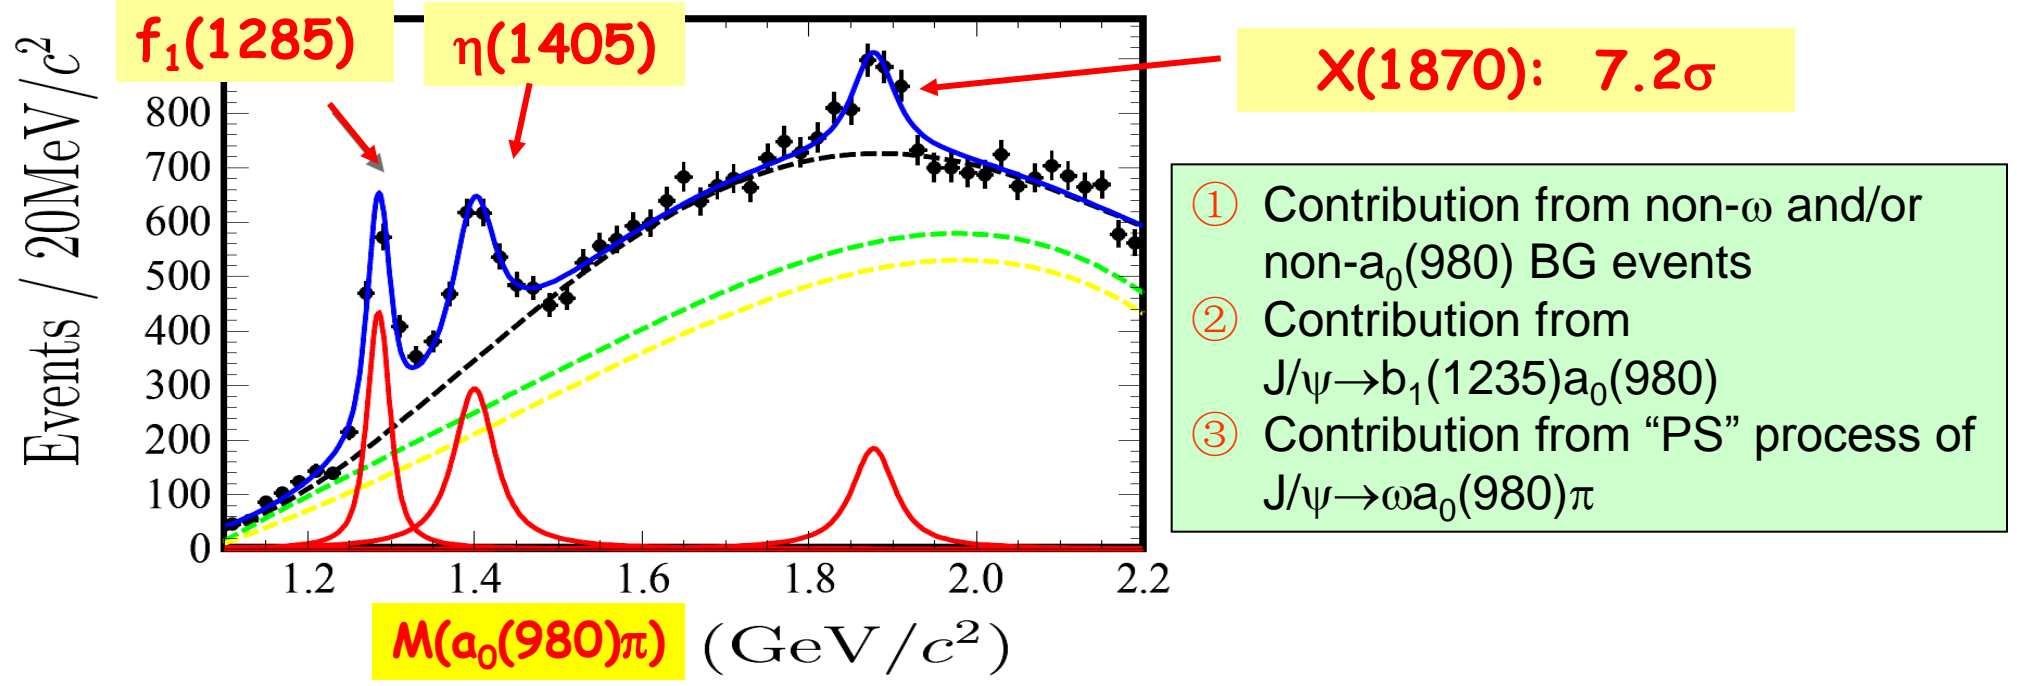 f₁(1285)
η(1405)
X(1870): 7.2σ
Events / 20MeV/c²
800
700
600
500
400
300
200
100
0
1.2 1.4 1.6 1.8 2.0 2.2
M(a₀(980)π) (GeV/c²)
① Contribution from non-ω and/or
non-a₀(980) BG events
② Contribution from
J/ψ→b₁(1235)a₀(980)
③ Contribution from “PS” process of
J/ψ→ωa₀(980)π